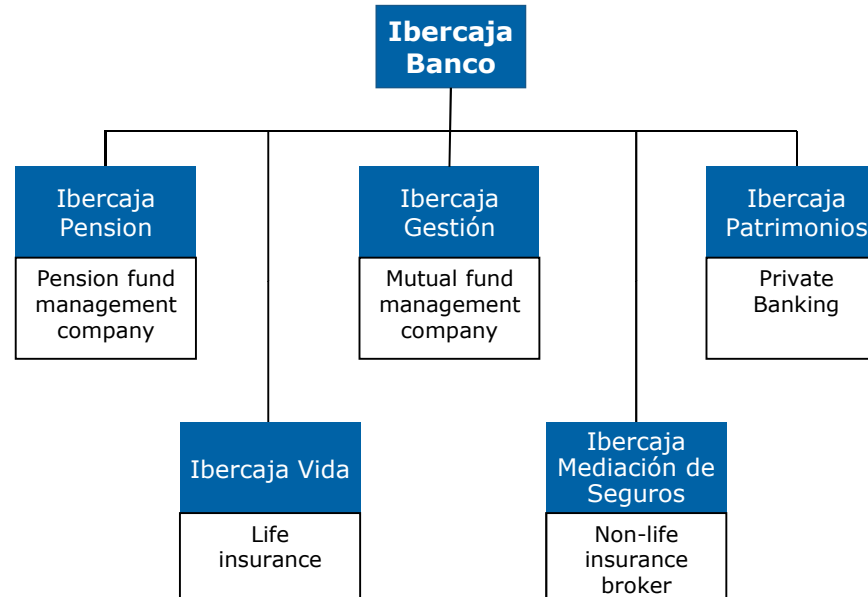 Ibercaja
Banco
Ibercaja
Pension
Pension fund
management
company
Ibercaja
Gestión
Mutual fund
management
company
Ibercaja
Patrimonios
Private
Banking
Ibercaja Vida
Life
insurance
Ibercaja
Mediación de
Seguros
Non-life
insurance
broker